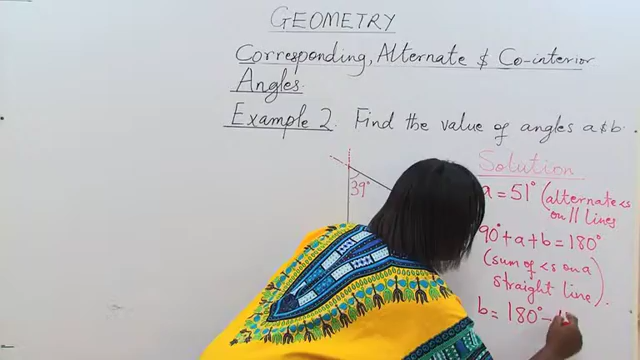 GEOMETRY
Corresponding, Alternate & Co-interior
Angles.
Example 2. Find the value of angles a & b.
Solution
39°
a = 51° (alternate <s
on || lines
90° + a + b = 180°
(sum of <s on a
straight line).
b = 180° -